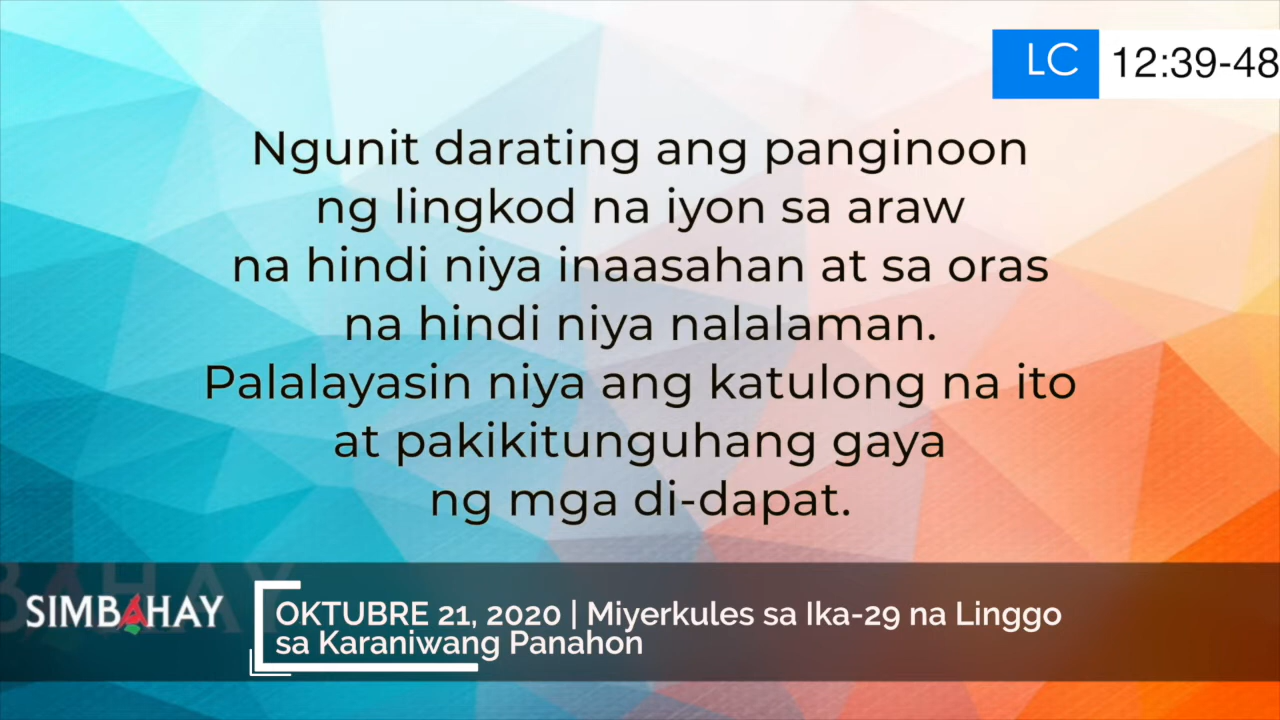 LC 12:39-48
Ngunit darating ang panginoon
ng lingkod na iyon sa araw
na hindi niya inaasahan at sa oras
na hindi niya nalalaman.
Palalayasin niya ang katulong na ito
at pakikitunguhang gaya
ng mga di-dapat.
SIMBAHAY
OKTUBRE 21, 2020 | Miyerkules sa Ika-29 na Linggo
sa Karaniwang Panahon